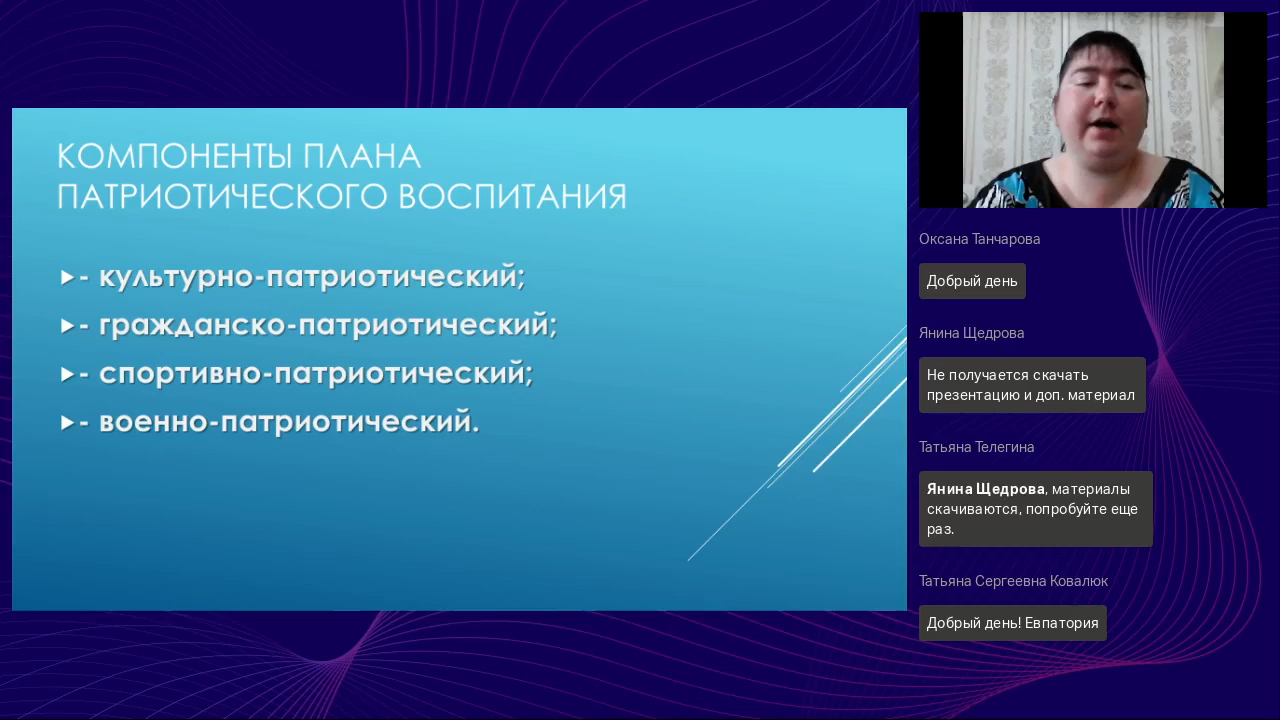 КОМПОНЕНТЫ ПЛАНА
ПАТРИОТИЧЕСКОГО ВОСПИТАНИЯ
- культурно-патриотический;
- гражданско-патриотический;
- спортивно-патриотический;
- военно-патриотический.
Оксана Танчарова
Добрый день
Янина Щедрова
Не получается скачать
презентацию и доп. материал
Татьяна Телегина
Янина Щедрова, материалы
скачиваются, попробуйте еще
раз.
Татьяна Сергеевна Ковалюк
Добрый день! Евпатория